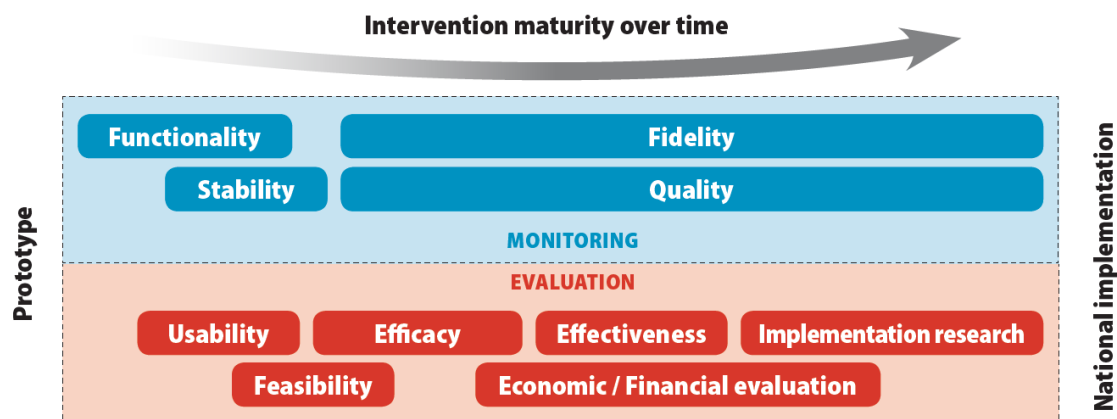 Intervention maturity over time
Prototype
Functionality
Fidelity
Stability
Quality
MONITORING
EVALUATION
Usability
Efficacy
Effectiveness
Implementation research
Feasibility
Economic / Financial evaluation
National implementation